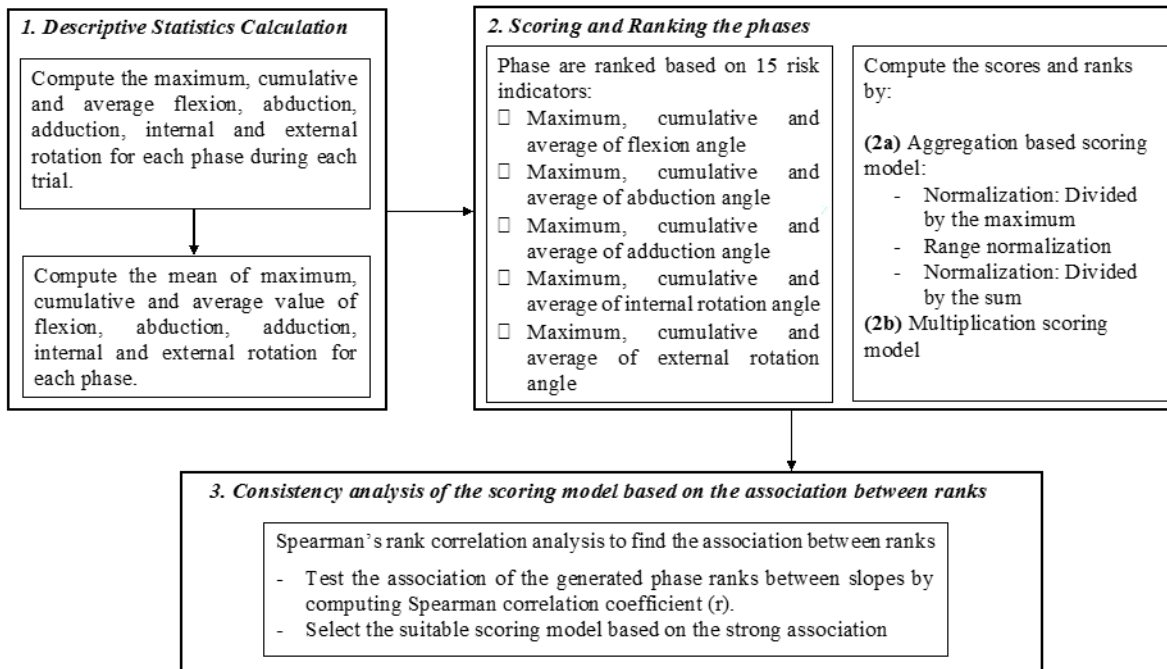 1. Descriptive Statistics Calculation
Compute the maximum, cumulative
and average flexion, abduction,
adduction, internal and external
rotation for each phase during each
trial.
Compute the mean of maximum,
cumulative and average value of
flexion, abduction, adduction,
internal and external rotation for
each phase.
2. Scoring and Ranking the phases
Phase are ranked based on 15 risk
indicators:
□ Maximum, cumulative and
average of flexion angle
□ Maximum, cumulative and
average of abduction angle
□ Maximum, cumulative and
average of adduction angle
□ Maximum, cumulative and
average of internal rotation angle
□ Maximum, cumulative and
average of external rotation
angle
Compute the scores and ranks
by:
(2a) Aggregation based scoring
model:
- Normalization: Divided
by the maximum
- Range normalization
- Normalization: Divided
by the sum
(2b) Multiplication scoring
model
3. Consistency analysis of the scoring model based on the association between ranks
Spearman's rank correlation analysis to find the association between ranks
- Test the association of the generated phase ranks between slopes by
computing Spearman correlation coefficient (r).
- Select the suitable scoring model based on the strong association